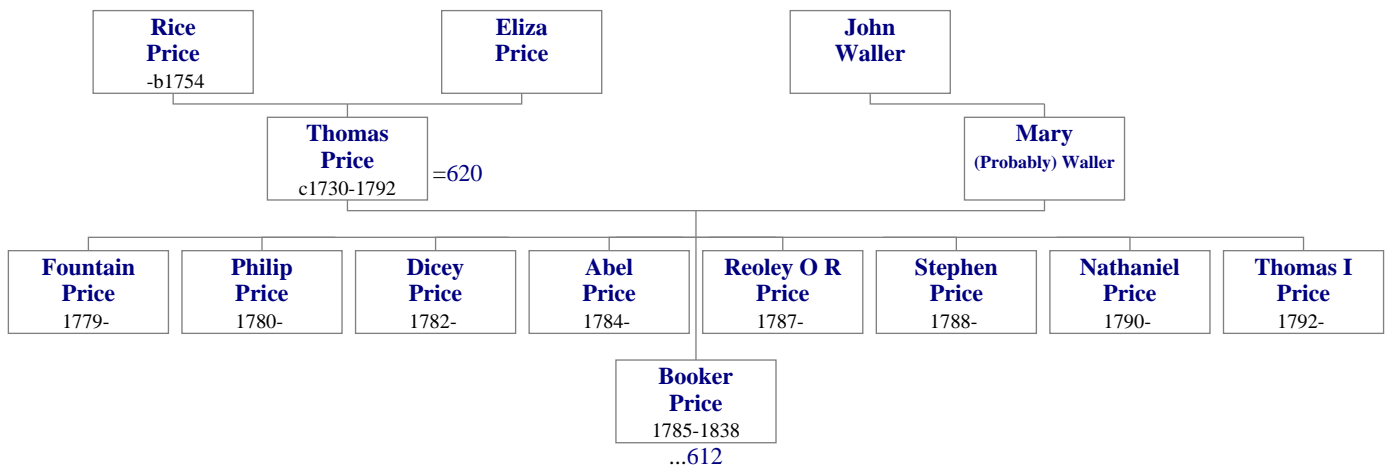 Rice
Price
-b1754
Eliza
Price
John
Waller
Thomas
Price
c1730-1792
=620
Mary
(Probably) Waller
Fountain
Price
1779-
Philip
Price
1780-
Dicey
Price
1782-
Abel
Price
1784-
Reoley O R
Price
1787-
Stephen
Price
1788-
Nathaniel
Price
1790-
Thomas I
Price
1792-
Booker
Price
1785-1838
...612